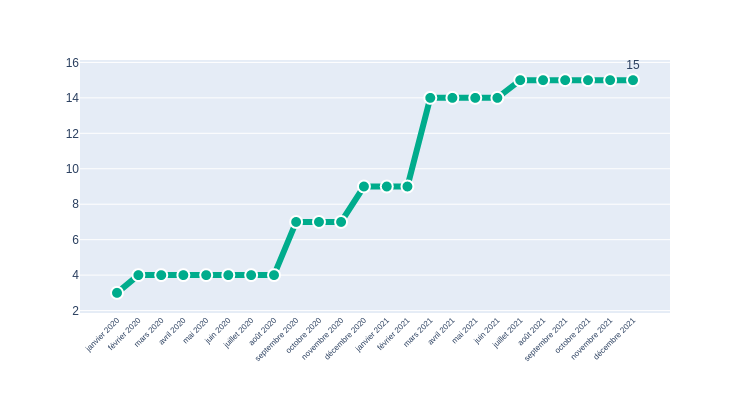 16
15
14
12
10
8
6
4
2
janvier 2020
février 2020
mars 2020
avril 2020
mai 2020
juin 2020
juillet 2020
août 2020
septembre 2020
octobre 2020
novembre 2020
décembre 2020
janvier 2021
février 2021
mars 2021
avril 2021
mai 2021
juin 2021
juillet 2021
août 2021
septembre 2021
octobre 2021
novembre 2021
décembre 2021